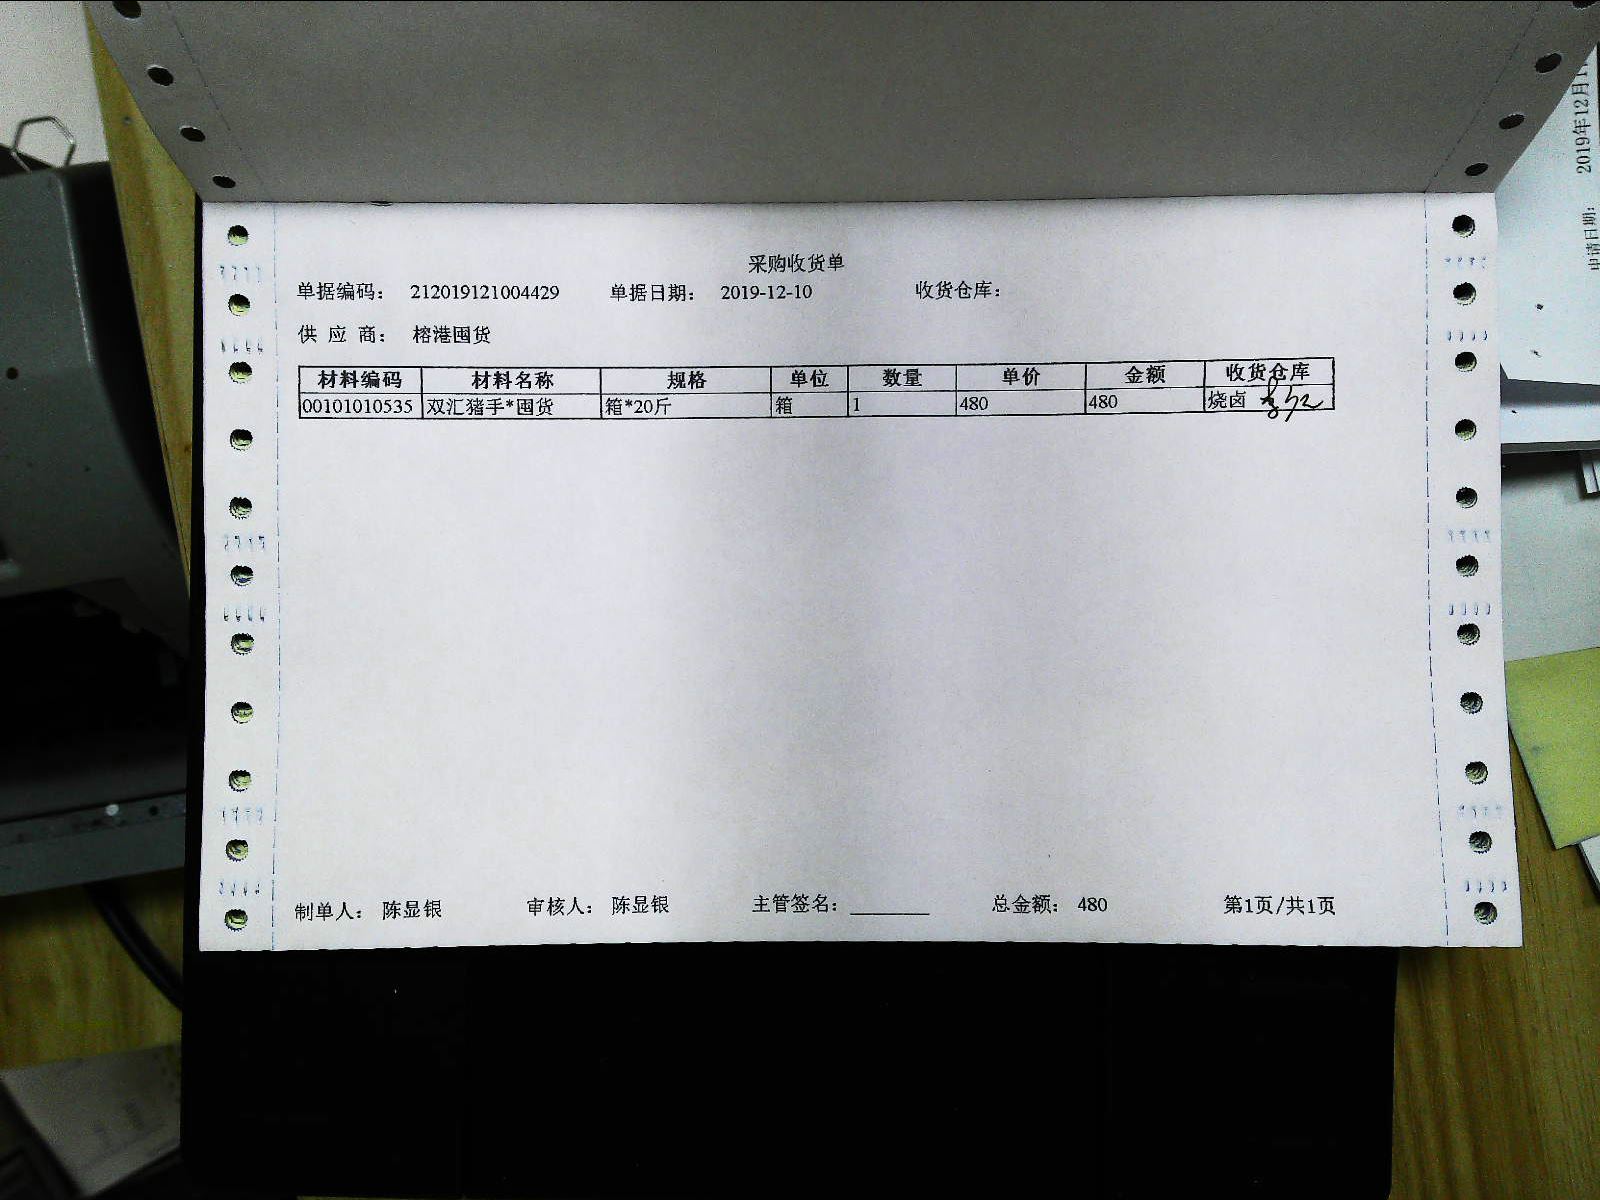 采购收货单
单据编码： 212019121004429 单据日期： 2019-12-10 收货仓库：
供 应 商： 榕港囤货
材料编码 材料名称 规格 单位 数量 单价 金额 收货仓库
00101010535 双汇猪手*囤货 箱*20斤 箱 1 480 480 烧卤
制单人： 陈显银 审核人： 陈显银 主管签名：________ 总金额： 480 第1页/共1页
2019年12月1
申请日期：